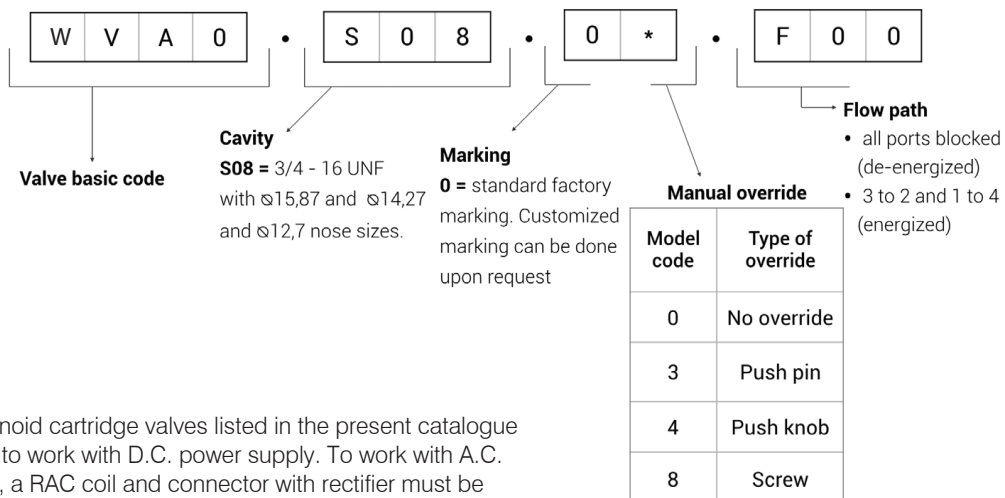 W V A 0 . S 0 8 . 0 * . F 0 0
Valve basic code
Cavity
S08 = 3/4 - 16 UNF
with ⦰15,87 and ⦰14,27
and ⦰12,7 nose sizes.
Marking
0 = standard factory
marking. Customized
marking can be done
upon request
Manual override
Model code Type of override
0 No override
3 Push pin
4 Push knob
8 Screw
Flow path
• all ports blocked
(de-energized)
• 3 to 2 and 1 to 4
(energized)
noid cartridge valves listed in the present catalogue
to work with D.C. power supply. To work with A.C.
, a RAC coil and connector with rectifier must be